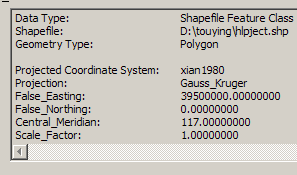 Data Type: Shapefile Feature Class
Shapefile: D:\touying\hlpject.shp
Geometry Type: Polygon
Projected Coordinate System: xian1980
Projection: Gauss_Kruger
False_Easting: 39500000.00000000
False_Northing: 0.00000000
Central_Meridian: 117.00000000
Scale_Factor: 1.00000000